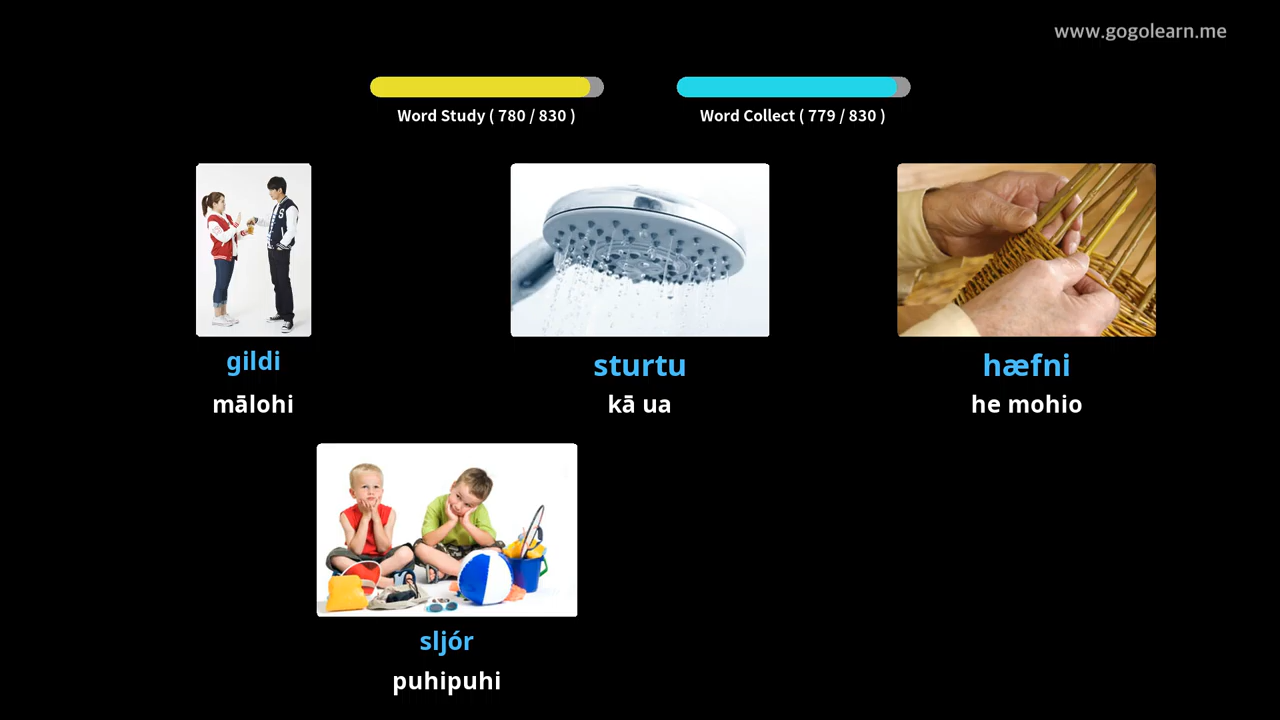 www.gogolearn.me
Word Study ( 780 / 830 )
Word Collect ( 779 / 830 )
gildi
mālohi
sturtu
kā ua
hæfni
he mohio
sljór
puhipuhi